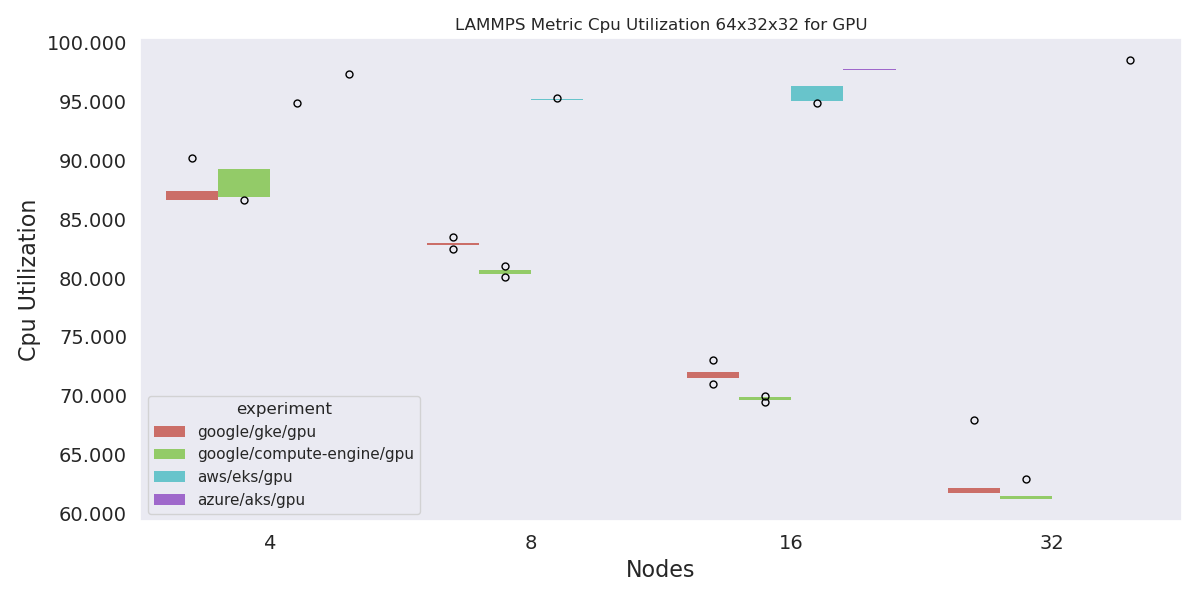 LAMMPS Metric Cpu Utilization 64x32x32 for GPU
100.000
95.000
90.000
85.000
80.000
75.000
70.000
65.000
60.000
Cpu Utilization
experiment
google/gke/gpu
google/compute-engine/gpu
aws/eks/gpu
azure/aks/gpu
4 8 16 32
Nodes